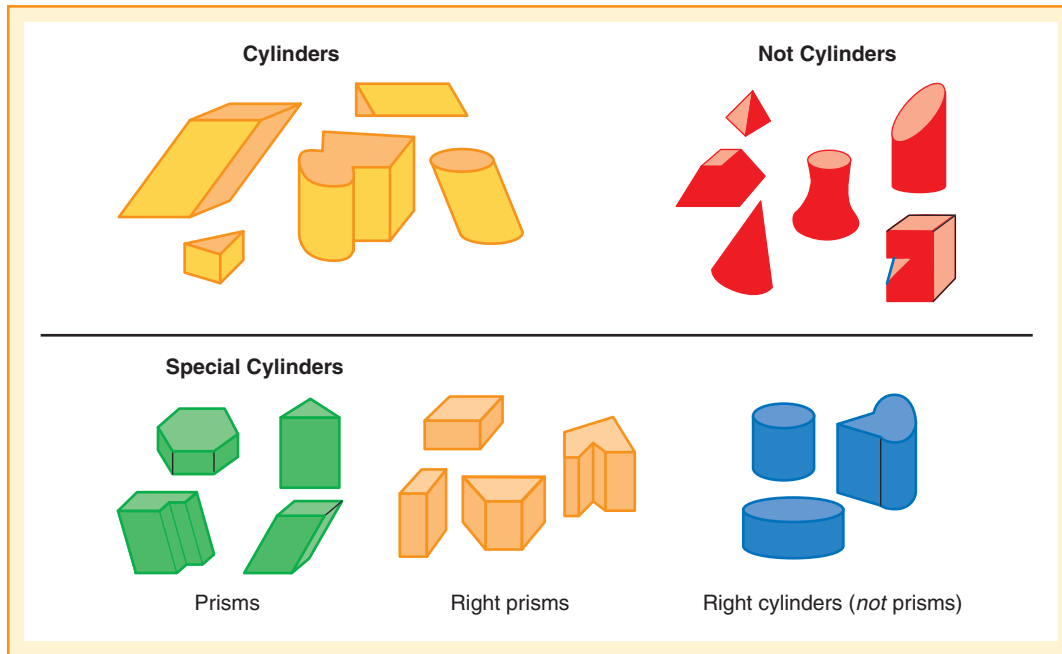 Cylinders
Not Cylinders
Special Cylinders
Prisms
Right prisms
Right cylinders (not prisms)